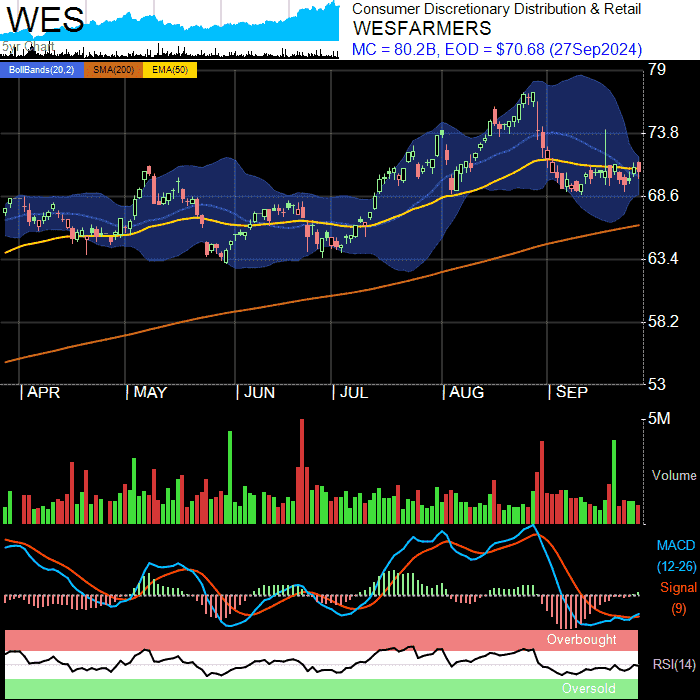 WES
5yr Chart
Consumer Discretionary Distribution & Retail
WESFARMERS
MC = 80.2B, EOD = $70.68 (27Sep2024)
BollBands(20,2) SMA(200) EMA(50)
79
73.8
68.6
63.4
58.2
53
APR MAY JUN JUL AUG SEP
5M
Volume
MACD
(12-26)
Signal
(9)
Overbought
RSI(14)
Oversold